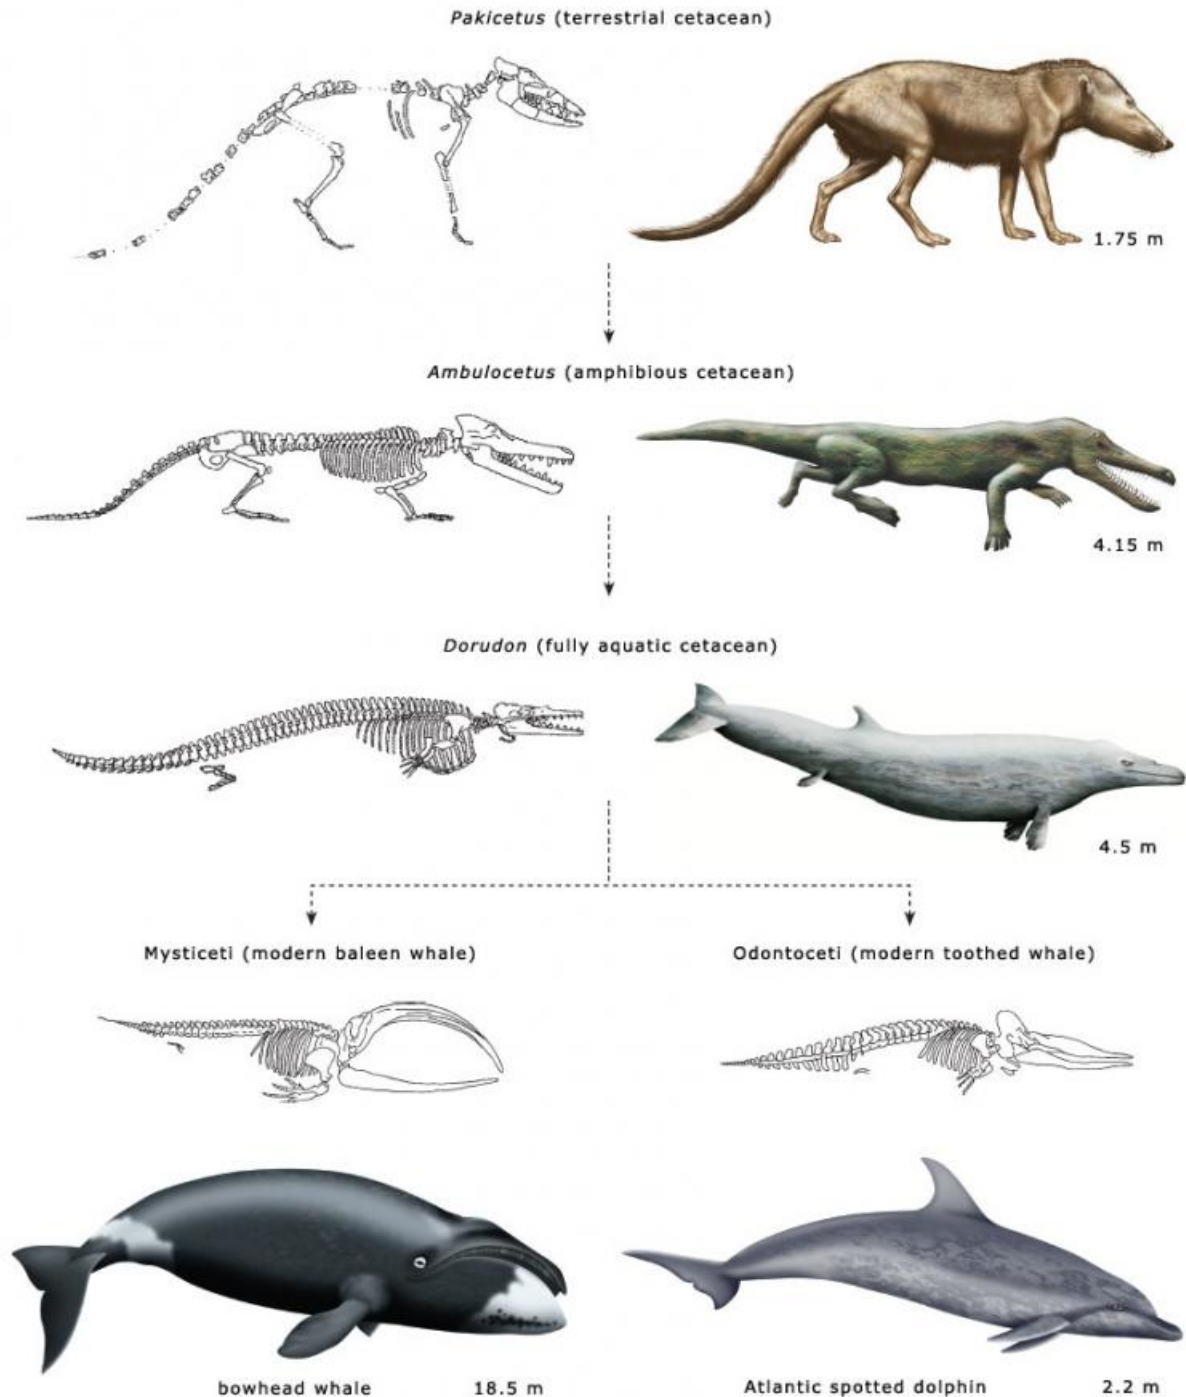 Pakicetus (terrestrial cetacean)
1.75 m
Ambulocetus (amphibious cetacean)
4.15 m
Dorudon (fully aquatic cetacean)
4.5 m
Mysticeti (modern baleen whale)
Odontoceti (modern toothed whale)
bowhead whale 18.5 m
Atlantic spotted dolphin 2.2 m